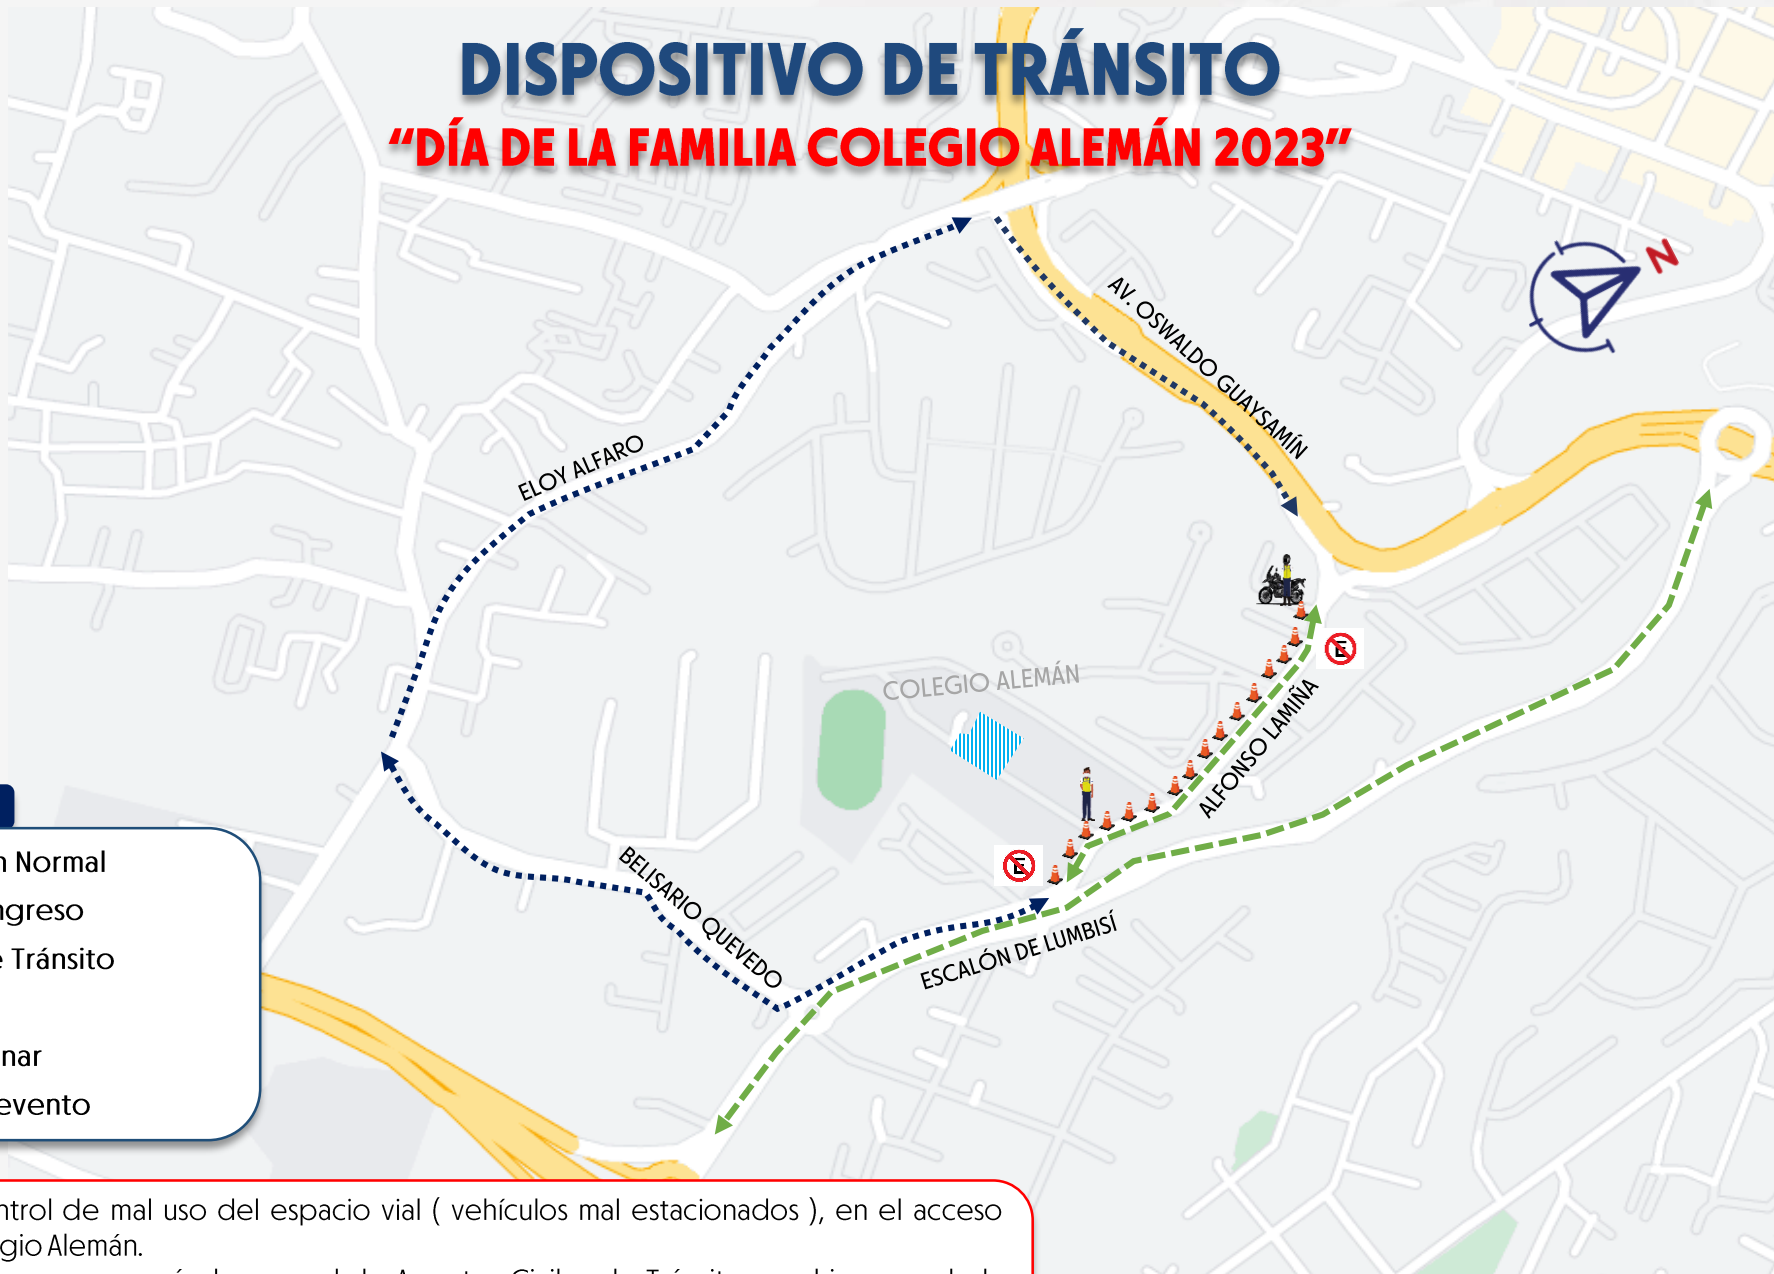 DISPOSITIVO DE TRÁNSITO
“DÍA DE LA FAMILIA COLEGIO ALEMÁN 2023”
N
AV. OSWALDO GUAYSAMÍN
ELOY ALFARO
COLEGIO ALEMÁN
E
ALFONSO LAMIÑA
E
BELISARIO QUEVEDO
ESCALÓN DE LUMBISÍ
n Normal
ngreso
e Tránsito
nar
evento
ntrol de mal uso del espacio vial ( vehículos mal estacionados ), en el acceso
gio Alemán.